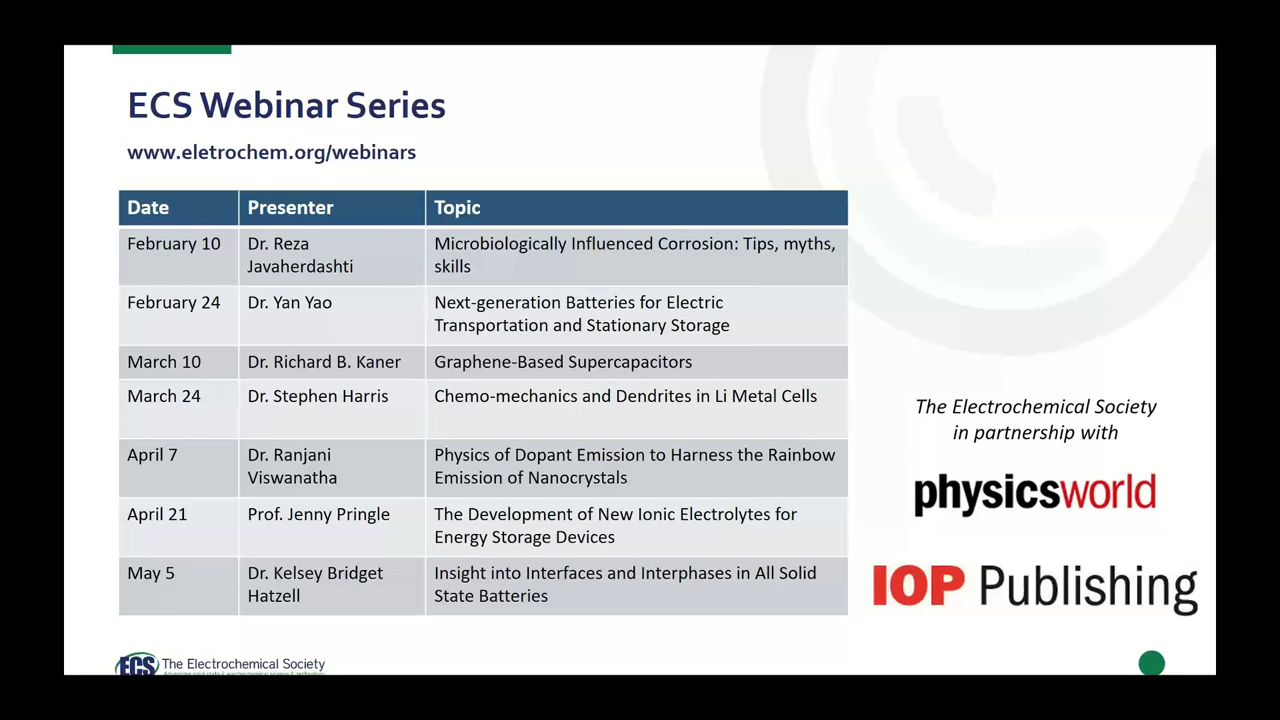 ECS Webinar Series
www.eletrochem.org/webinars
Date Presenter Topic
February 10 Dr. Reza Javaherdashti Microbiologically Influenced Corrosion: Tips, myths, skills
February 24 Dr. Yan Yao Next-generation Batteries for Electric Transportation and Stationary Storage
March 10 Dr. Richard B. Kaner Graphene-Based Supercapacitors
March 24 Dr. Stephen Harris Chemo-mechanics and Dendrites in Li Metal Cells
April 7 Dr. Ranjani Viswanatha Physics of Dopant Emission to Harness the Rainbow Emission of Nanocrystals
April 21 Prof. Jenny Pringle The Development of New Ionic Electrolytes for Energy Storage Devices
May 5 Dr. Kelsey Bridget Hatzell Insight into Interfaces and Interphases in All Solid State Batteries
The Electrochemical Society
in partnership with
physicsworld
IOP Publishing
ECS The Electrochemical Society